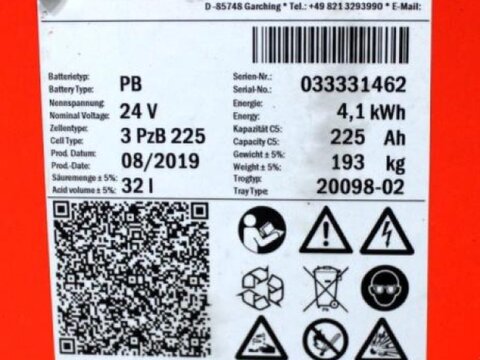 D-85748 Garching * Tel.: +49 821 3293990 * E-Mail:
Batterietyp:
Battery Type: PB
Nennspannung:
Nominal Voltage: 24 V
Zellentype:
Cell Type: 3 PzB 225
Prod. Datum:
Prod.-Date: 08/2019
Säuremenge ± 5%:
Acid volume ± 5%: 32 l
Serien-Nr.:
Serial-No.: 033331462
Energie:
Energy: 4,1 kWh
Kapazität C5:
Capacity C5: 225 Ah
Gewicht ± 5%:
Weight ± 5%: 193 kg
Trogtyp:
Tray Type: 20098-02
Pb